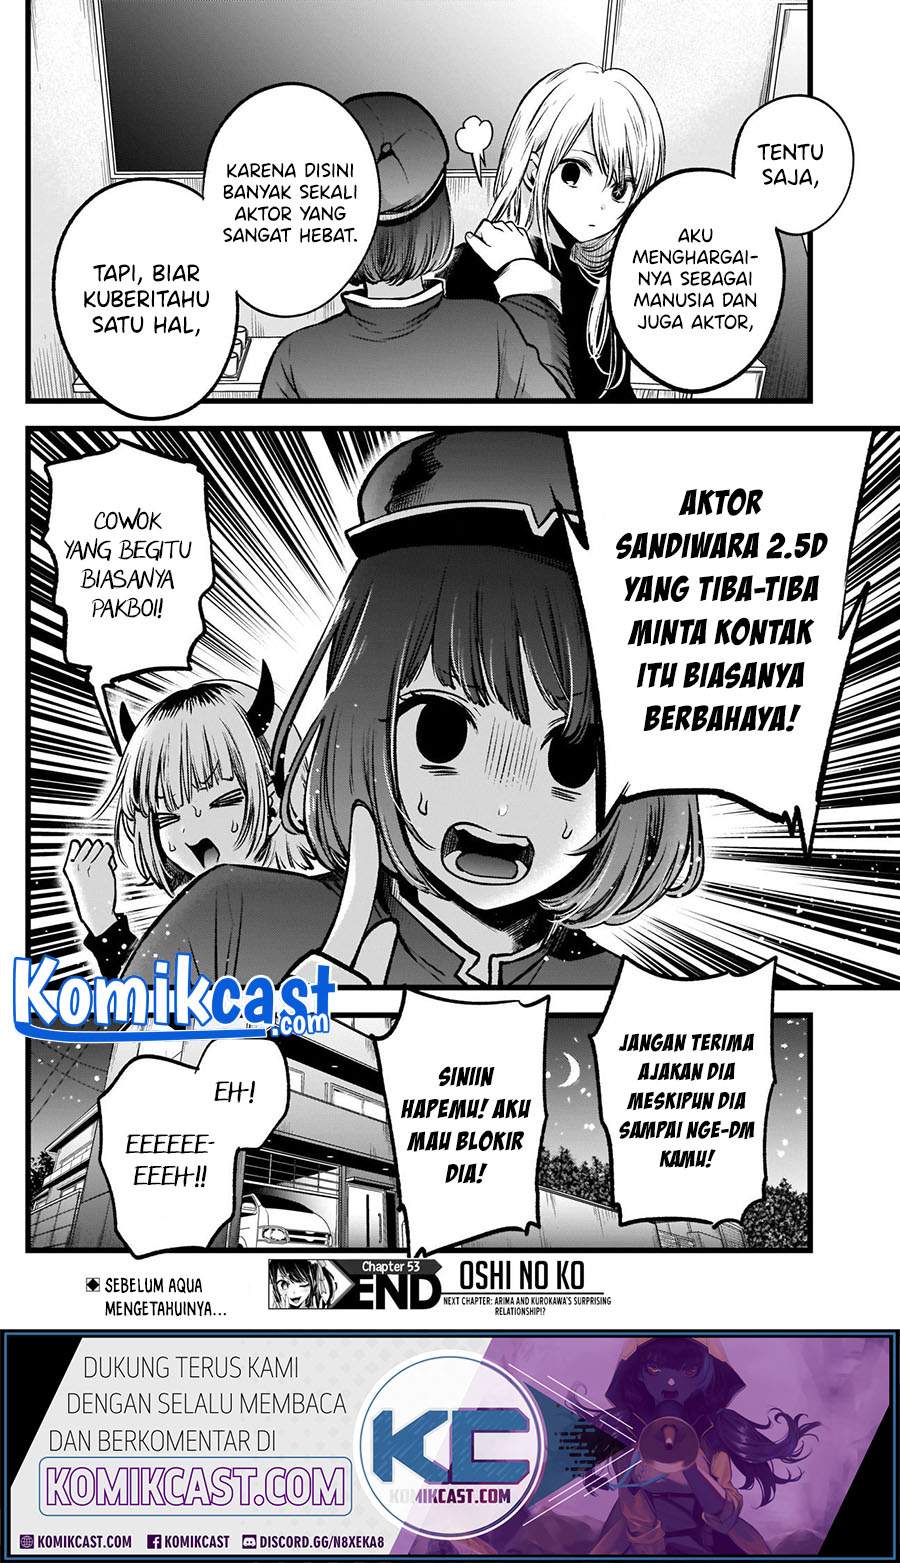 TENTU
SAJA,
AKU
MENGHARGAI-
NYA SEBAGAI
MANUSIA DAN
JUGA AKTOR,
KARENA DISINI
BANYAK SEKALI
AKTOR YANG
SANGAT HEBAT.
TAPI, BIAR
KUBERITAHU
SATU HAL,
AKTOR
SANDIWARA 2.5D
YANG TIBA-TIBA
MINTA KONTAK
ITU BIASANYA
BERBAHAYA!
COWOK
YANG BEGITU
BIASANYA
PAKBOI!
Komikcast
.com
JANGAN TERIMA
AJAKAN DIA
MESKIPUN DIA
SAMPAI NGE-DM
KAMU!
SINIIN
HAPEMU! AKU
MAU BLOKIR
DIA!
EH!
EEEEEE-
EEEH!!
SEBELUM AQUA
MENGETAHUINYA...
Chapter 53
END
OSHI NO KO
NEXT CHAPTER: ARIMA AND KUROKAWA'S SURPRISING
RELATIONSHIP!?
DUKUNG TERUS KAMI
DENGAN SELALU MEMBACA
DAN BERKOMENTAR DI
KOMIKCAST.COM
KC
KOMIKCAST.COM
KOMIKCAST.COM
FB.COM/KOMIKCASTWEB
DISCORD.GG/N8XEKA8